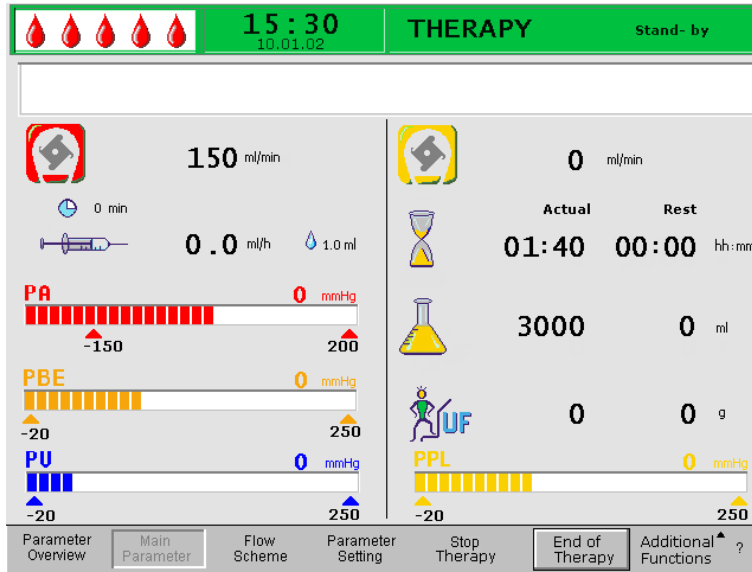 15:30
10.01.02
THERAPY
Stand- by
150 ml/min
0 min
0.0 ml/h 1.0 ml
PA 0 mmHg
-150 200
PBE 0 mmHg
-20 250
PV 0 mmHg
-20 250
0 ml/min
Actual Rest
01:40 00:00 hh:mm
3000 0 ml
UF 0 0 g
PPL 0 mmHg
-20 250
Parameter
Overview
Main
Parameter
Flow
Scheme
Parameter
Setting
Stop
Therapy
End of
Therapy
Additional
Functions
?